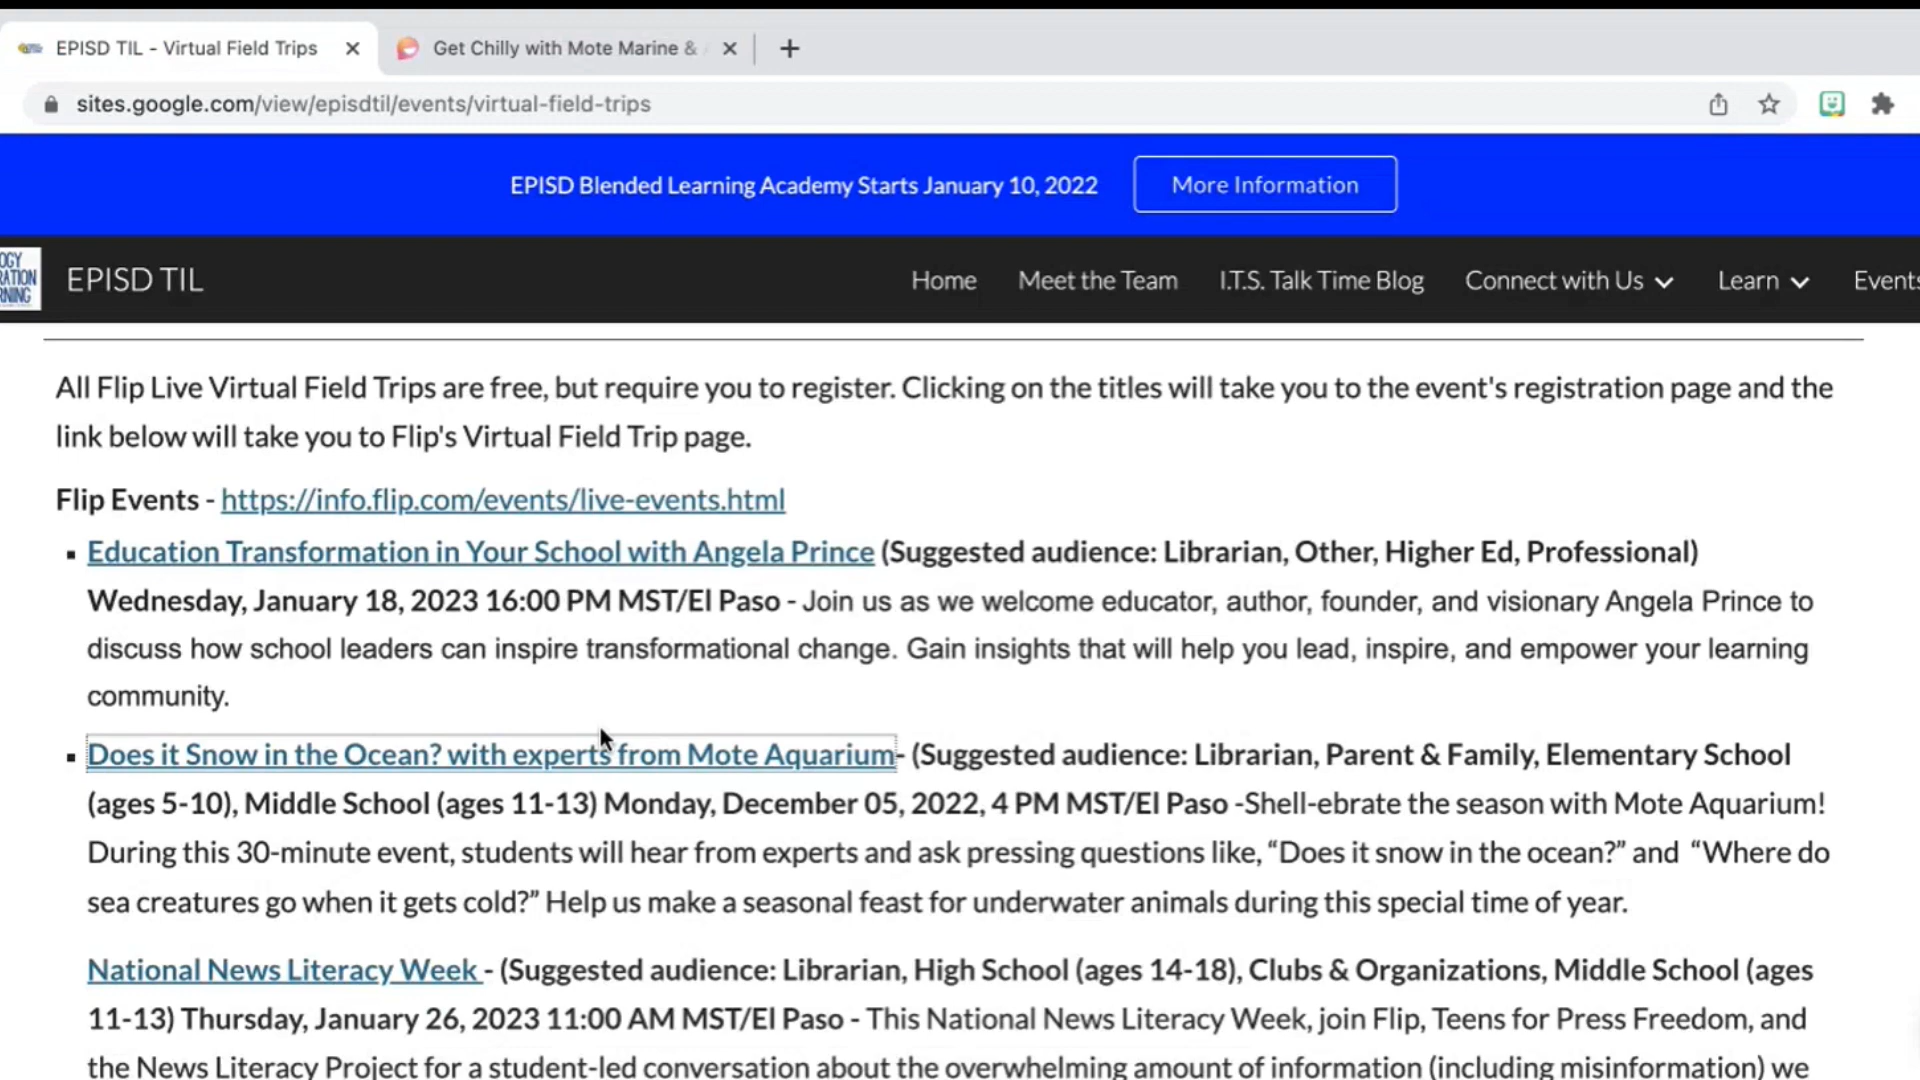 EPISD TIL - Virtual Field Trips
Get Chilly with Mote Marine &
sites.google.com/view/episdtil/events/virtual-field-trips
EPISD Blended Learning Academy Starts January 10, 2022
More Information
EPISD TIL
Home
Meet the Team
I.T.S. Talk Time Blog
Connect with Us
Learn
Events
All Flip Live Virtual Field Trips are free, but require you to register. Clicking on the titles will take you to the event's registration page and the
link below will take you to Flip's Virtual Field Trip page.
Flip Events - https://info.flip.com/events/live-events.html
▪ Education Transformation in Your School with Angela Prince (Suggested audience: Librarian, Other, Higher Ed, Professional)
Wednesday, January 18, 2023 16:00 PM MST/El Paso - Join us as we welcome educator, author, founder, and visionary Angela Prince to
discuss how school leaders can inspire transformational change. Gain insights that will help you lead, inspire, and empower your learning
community.
▪ Does it Snow in the Ocean? with experts from Mote Aquarium- (Suggested audience: Librarian, Parent & Family, Elementary School
(ages 5-10), Middle School (ages 11-13) Monday, December 05, 2022, 4 PM MST/El Paso -Shell-ebrate the season with Mote Aquarium!
During this 30-minute event, students will hear from experts and ask pressing questions like, “Does it snow in the ocean?” and “Where do
sea creatures go when it gets cold?” Help us make a seasonal feast for underwater animals during this special time of year.
National News Literacy Week - (Suggested audience: Librarian, High School (ages 14-18), Clubs & Organizations, Middle School (ages
11-13) Thursday, January 26, 2023 11:00 AM MST/El Paso - This National News Literacy Week, join Flip, Teens for Press Freedom, and
the News Literacy Project for a student-led conversation about the overwhelming amount of information (including misinformation) we